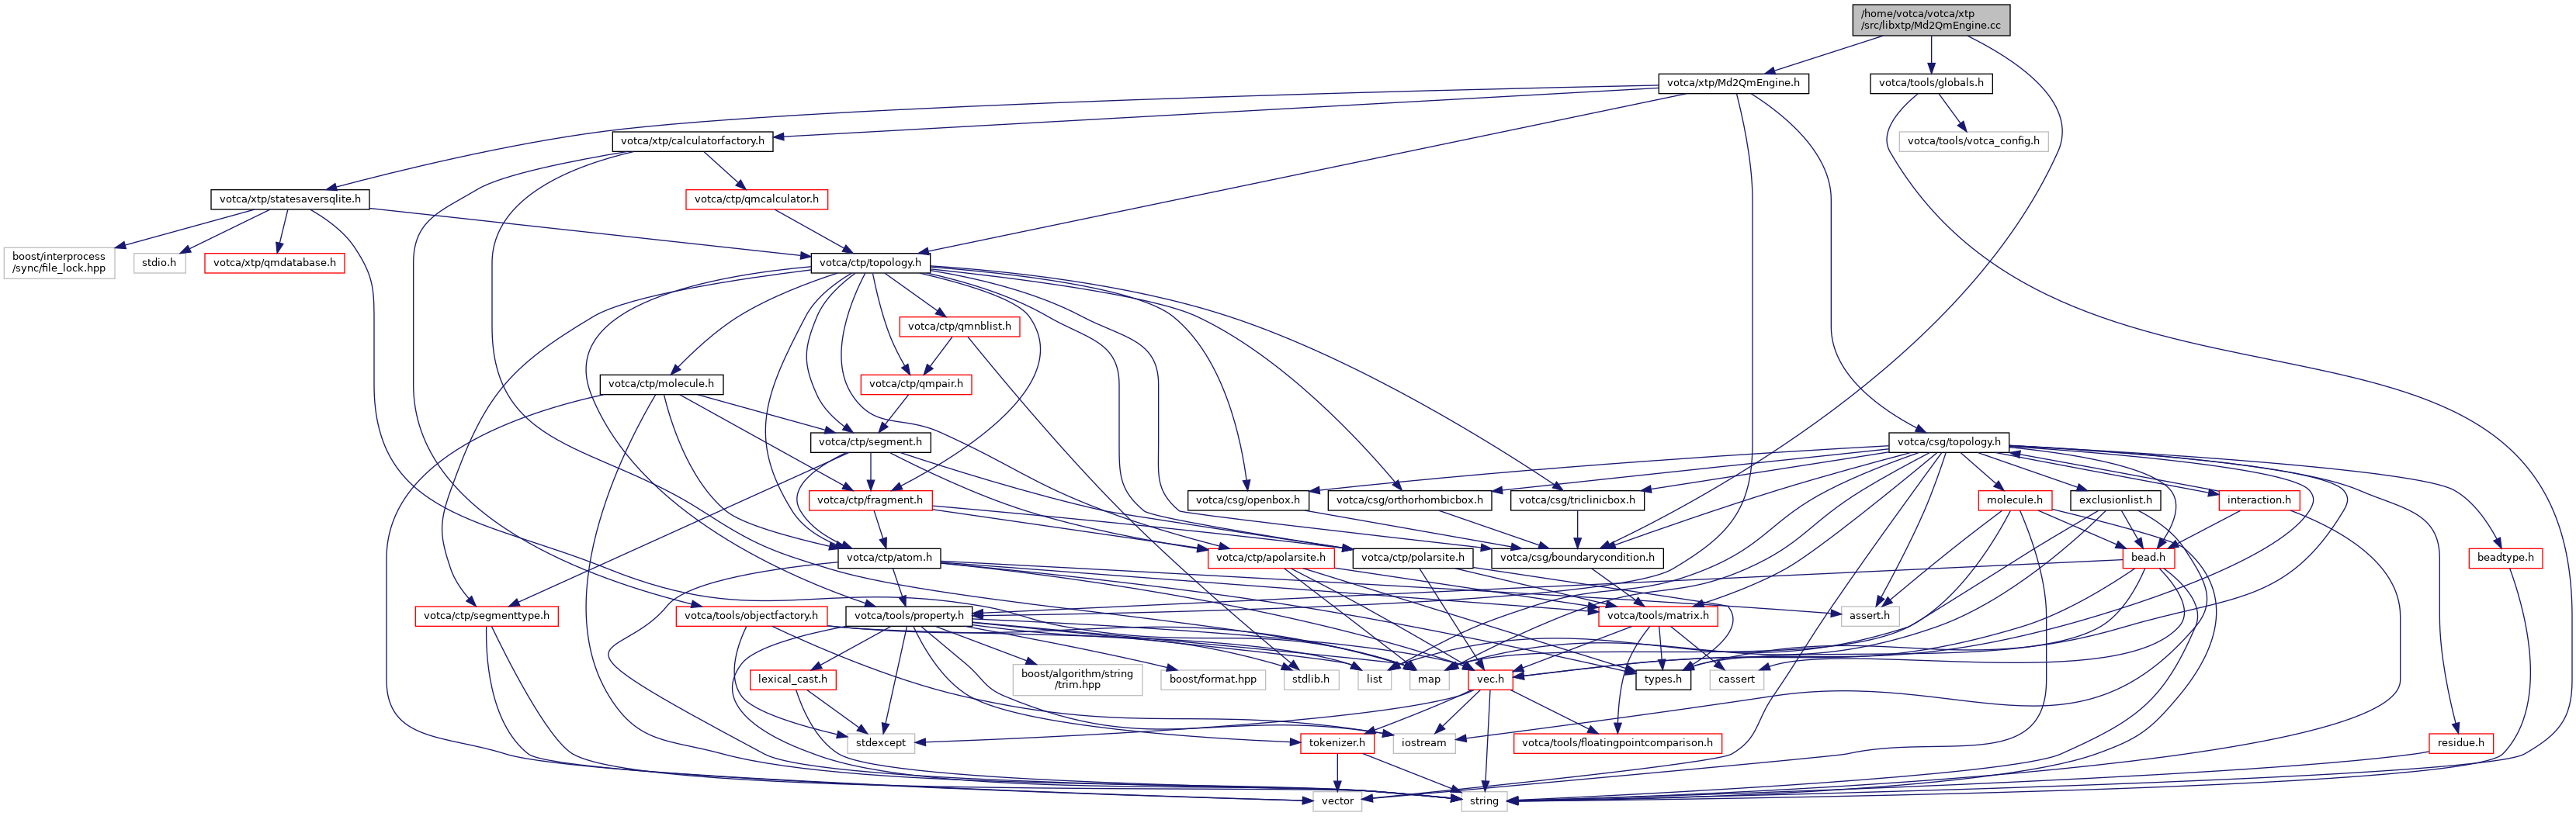 /home/votca/votca/xtp
/src/libxtp/Md2QmEngine.cc
votca/xtp/Md2QmEngine.h
votca/tools/globals.h
votca/xtp/calculatorfactory.h
votca/tools/votca_config.h
votca/xtp/statesaversqlite.h
votca/ctp/qmcalculator.h
boost/interprocess
/sync/file_lock.hpp
stdio.h
votca/xtp/qmdatabase.h
votca/ctp/topology.h
votca/ctp/qmnblist.h
votca/ctp/molecule.h
votca/ctp/qmpair.h
votca/ctp/segment.h
votca/csg/topology.h
votca/ctp/fragment.h
votca/csg/openbox.h
votca/csg/orthorhombicbox.h
votca/csg/triclinicbox.h
molecule.h
exclusionlist.h
interaction.h
votca/ctp/atom.h
votca/ctp/apolarsite.h
votca/ctp/polarsite.h
votca/csg/boundarycondition.h
bead.h
beadtype.h
votca/ctp/segmenttype.h
votca/tools/objectfactory.h
votca/tools/property.h
votca/tools/matrix.h
assert.h
lexical_cast.h
boost/algorithm/string
/trim.hpp
boost/format.hpp
stdlib.h
list
map
vec.h
types.h
cassert
stdexcept
tokenizer.h
iostream
votca/tools/floatingpointcomparison.h
residue.h
vector
string